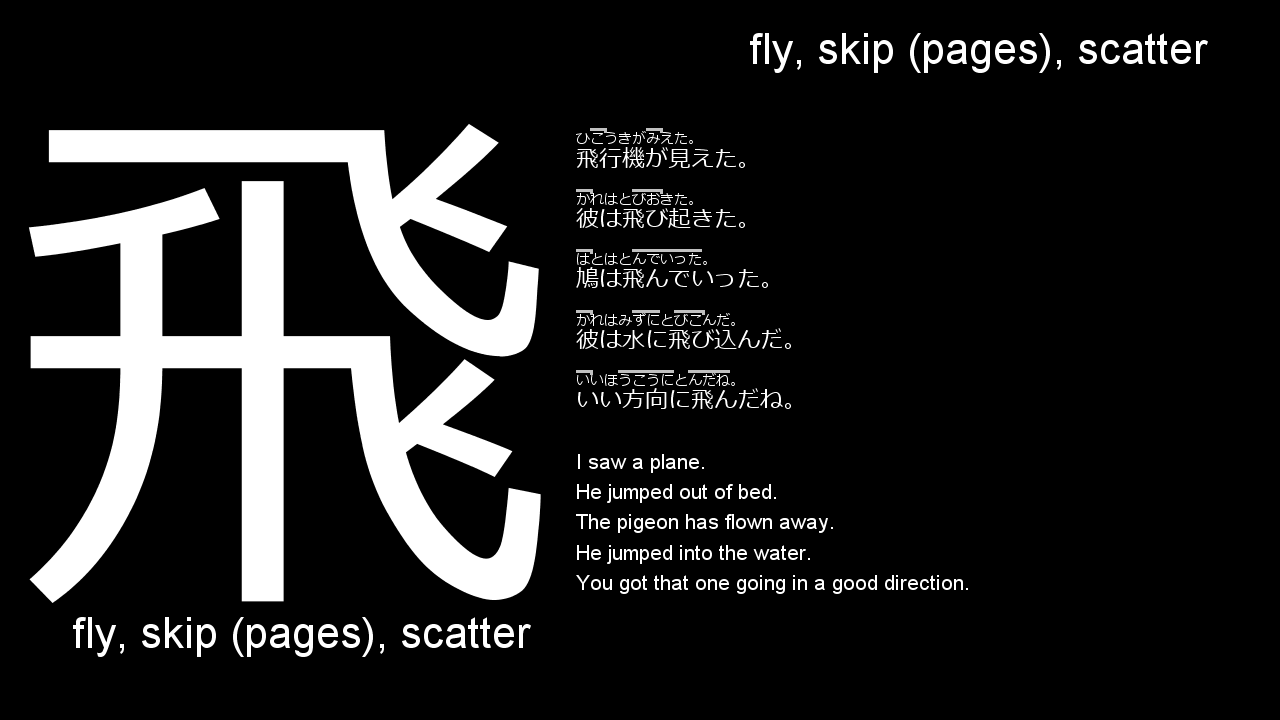 fly, skip (pages), scatter
飛
fly, skip (pages), scatter
ひこうきがみえた。
飛行機が見えた。
かれはとびおきた。
彼は飛び起きた。
はとはとんでいった。
鳩は飛んでいった。
かれはみずにとびこんだ。
彼は水に飛び込んだ。
いいほうこうにとんだね。
いい方向に飛んだね。
I saw a plane.
He jumped out of bed.
The pigeon has flown away.
He jumped into the water.
You got that one going in a good direction.